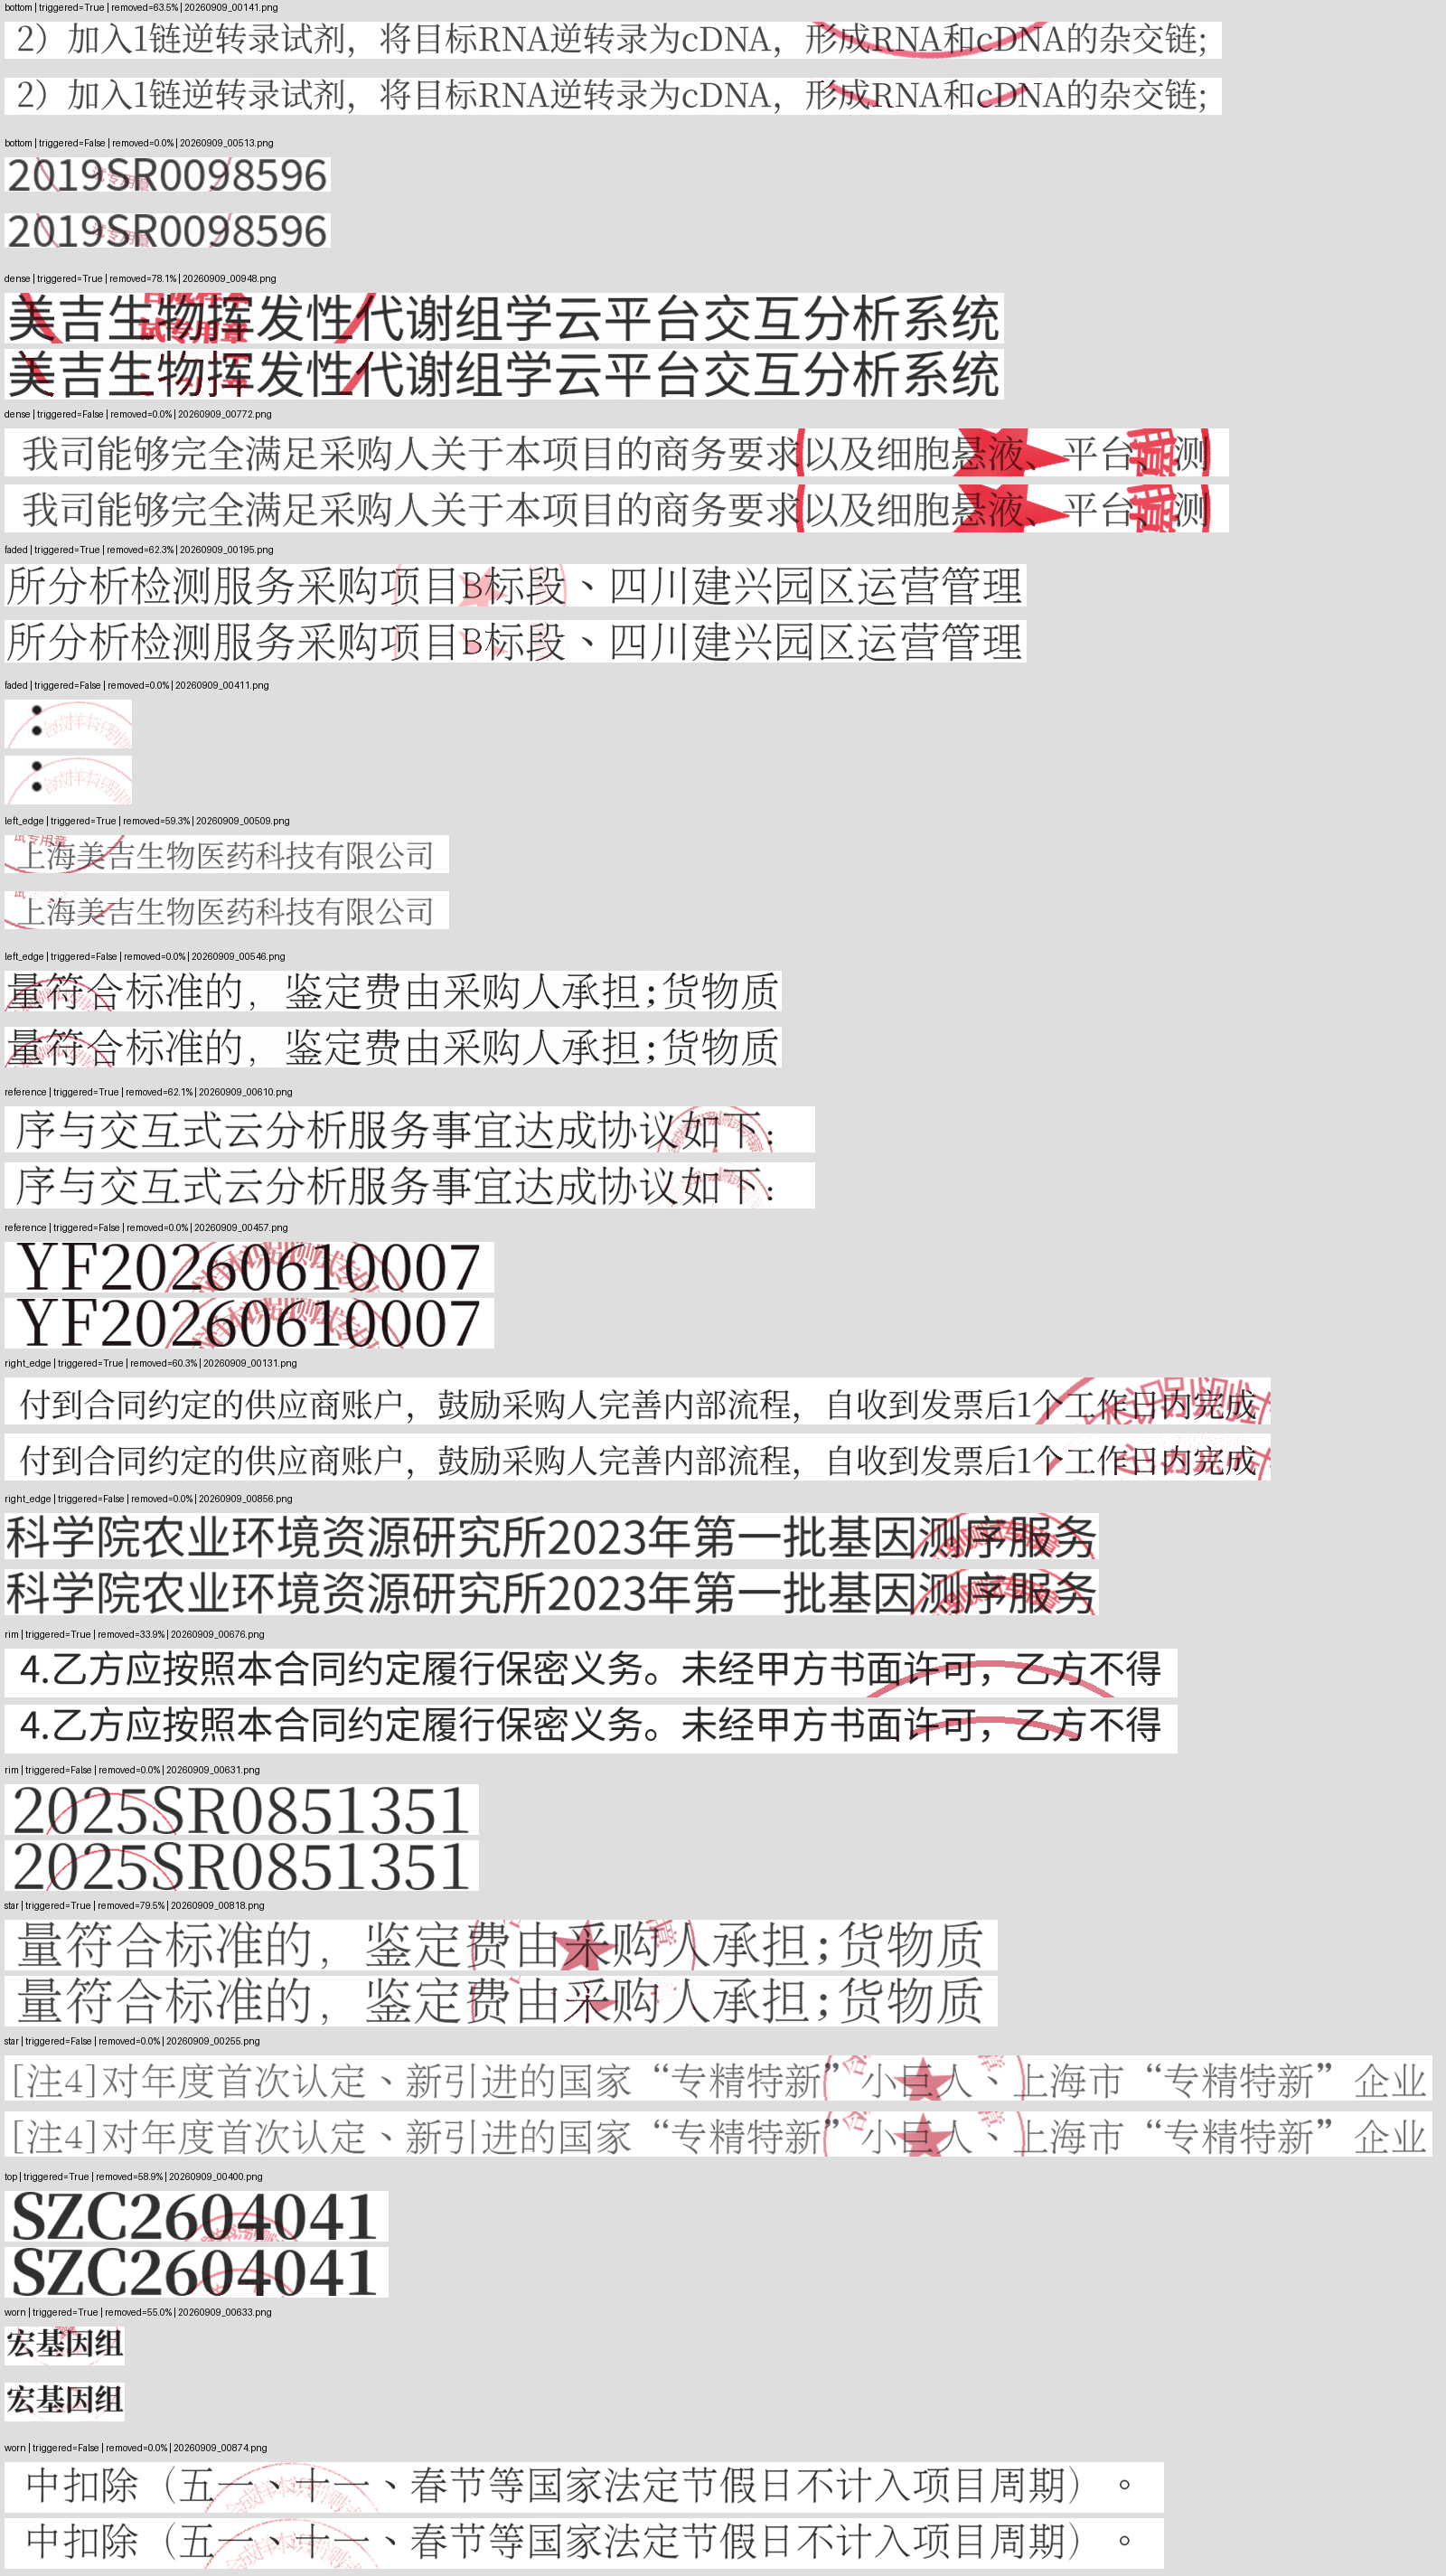 bottom | triggered=True | removed=63.5% | 20260909_00141.png
2）加入1链逆转录试剂，将目标RNA逆转录为cDNA，形成RNA和cDNA的杂交链;
2）加入1链逆转录试剂，将目标RNA逆转录为cDNA，形成RNA和cDNA的杂交链;
bottom | triggered=False | removed=0.0% | 20260909_00513.png
2019SR0098596
试专用章
2019SR0098596
试专用章
dense | triggered=True | removed=78.1% | 20260909_00948.png
美吉生物挥发性代谢组学云平台交互分析系统
试专用章
美吉生物挥发性代谢组学云平台交互分析系统
dense | triggered=False | removed=0.0% | 20260909_00772.png
我司能够完全满足采购人关于本项目的商务要求以及细胞悬液、平台、测
我司能够完全满足采购人关于本项目的商务要求以及细胞悬液、平台、测
faded | triggered=True | removed=62.3% | 20260909_00195.png
所分析检测服务采购项目B标段、四川建兴园区运营管理
所分析检测服务采购项目B标段、四川建兴园区运营管理
faded | triggered=False | removed=0.0% | 20260909_00411.png
:
:
left_edge | triggered=True | removed=59.3% | 20260909_00509.png
试专用章
上海美吉生物医药科技有限公司
上海美吉生物医药科技有限公司
left_edge | triggered=False | removed=0.0% | 20260909_00546.png
量符合标准的，鉴定费由采购人承担;货物质
量符合标准的，鉴定费由采购人承担;货物质
reference | triggered=True | removed=62.1% | 20260909_00610.png
序与交互式云分析服务事宜达成协议如下：
序与交互式云分析服务事宜达成协议如下：
reference | triggered=False | removed=0.0% | 20260909_00457.png
YF20260610007
YF20260610007
right_edge | triggered=True | removed=60.3% | 20260909_00131.png
付到合同约定的供应商账户，鼓励采购人完善内部流程，自收到发票后1个工作日内完成
付到合同约定的供应商账户，鼓励采购人完善内部流程，自收到发票后1个工作日内完成
right_edge | triggered=False | removed=0.0% | 20260909_00856.png
科学院农业环境资源研究所2023年第一批基因测序服务
科学院农业环境资源研究所2023年第一批基因测序服务
rim | triggered=True | removed=33.9% | 20260909_00676.png
4.乙方应按照本合同约定履行保密义务。未经甲方书面许可，乙方不得
4.乙方应按照本合同约定履行保密义务。未经甲方书面许可，乙方不得
rim | triggered=False | removed=0.0% | 20260909_00631.png
2025SR0851351
2025SR0851351
star | triggered=True | removed=79.5% | 20260909_00818.png
量符合标准的，鉴定费由采购人承担;货物质
量符合标准的，鉴定费由采购人承担;货物质
star | triggered=False | removed=0.0% | 20260909_00255.png
[注4]对年度首次认定、新引进的国家“专精特新”小巨人、上海市“专精特新”企业
[注4]对年度首次认定、新引进的国家“专精特新”小巨人、上海市“专精特新”企业
top | triggered=True | removed=58.9% | 20260909_00400.png
SZC2604041
SZC2604041
worn | triggered=True | removed=55.0% | 20260909_00633.png
宏基因组
宏基因组
worn | triggered=False | removed=0.0% | 20260909_00874.png
中扣除（五一、十一、春节等国家法定节假日不计入项目周期）。
中扣除（五一、十一、春节等国家法定节假日不计入项目周期）。